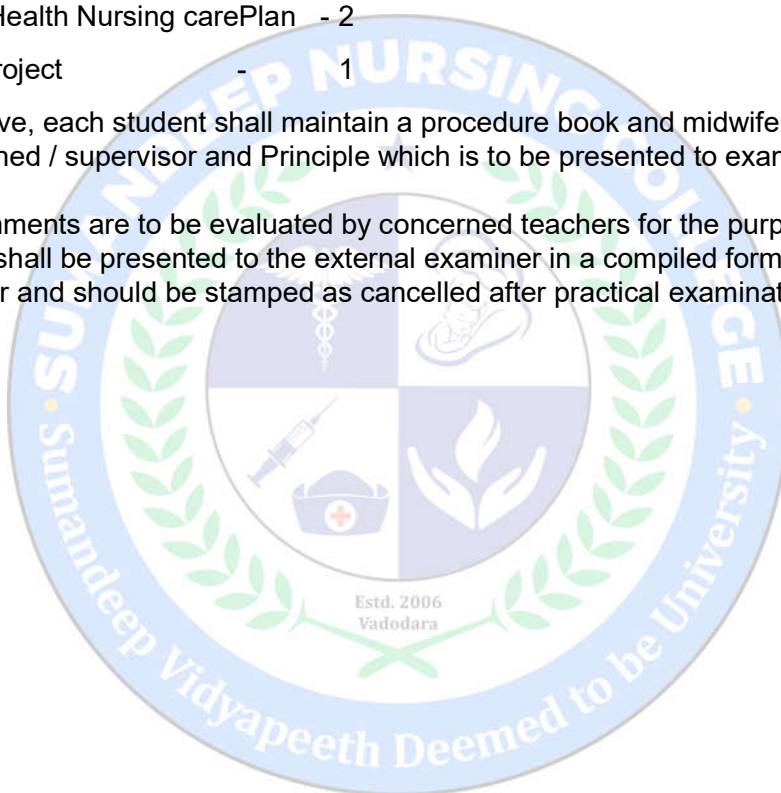 Health Nursing carePlan - 2
roject - 1
ve, each student shall maintain a procedure book and midwife
ned / supervisor and Principle which is to be presented to exan
nments are to be evaluated by concerned teachers for the purp
shall be presented to the external examiner in a compiled form
r and should be stamped as cancelled after practical examinat
SUMANDEEP NURSING COLLEGE
Estd. 2006
Vadodara
Sumandeep Vidyapeeth Deemed to be University